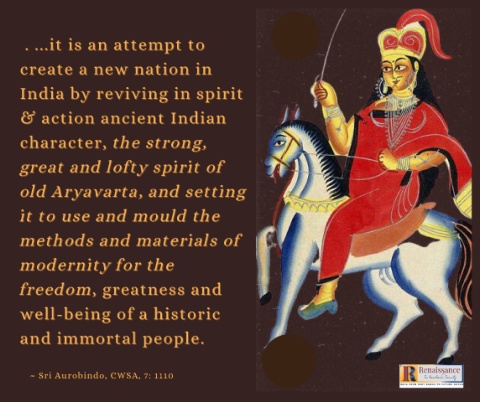 . …it is an attempt to
create a new nation in
India by reviving in spirit
& action ancient Indian
character, the strong,
great and lofty spirit of
old Aryavarta, and setting
it to use and mould the
methods and materials of
modernity for the
freedom, greatness and
well-being of a historic
and immortal people.
~ Sri Aurobindo, CWSA, 7: 1110
Renaissance